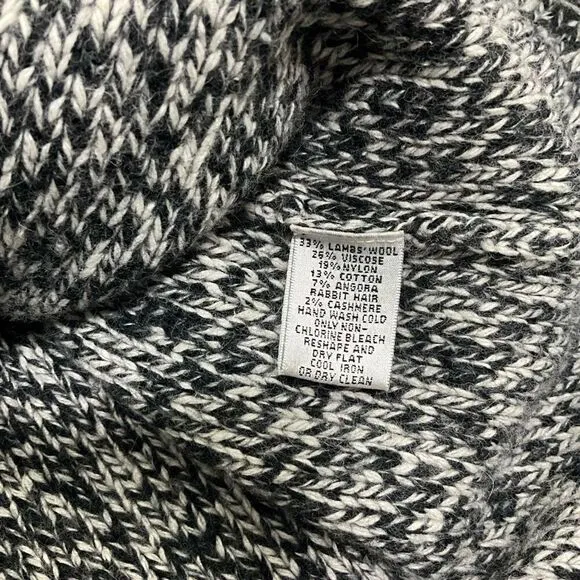 33% LAMBS' WOOL
26% VISCOSE
19% NYLON
13% COTTON
7% ANGORA
RABBIT HAIR
2% CASHMERE
HAND WASH COLD
ONLY NON-
CHLORINE BLEACH
RESHAPE AND
DRY FLAT
COOL IRON
OR DRY CLEAN